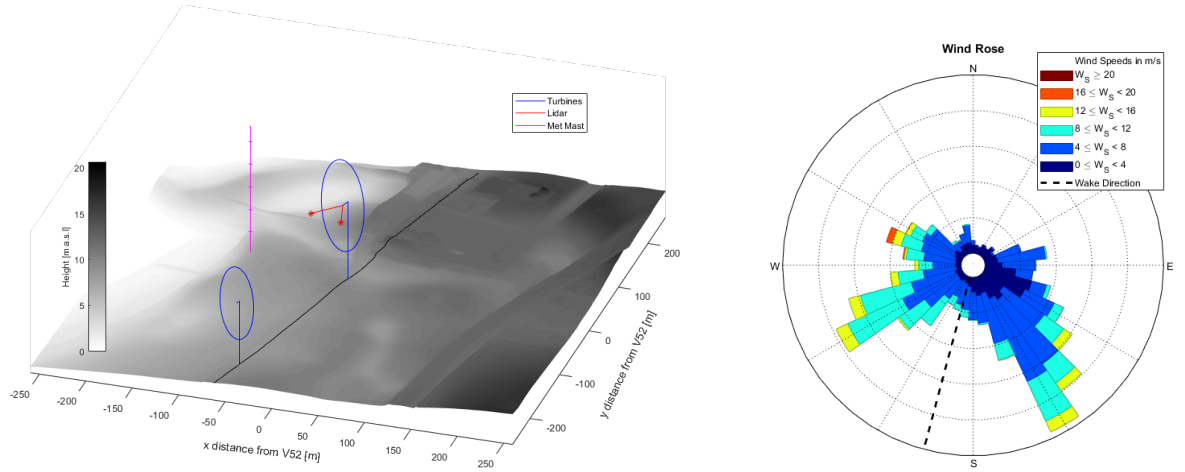 Turbines
Lidar
Met Mast
20
15
10
5
0
Height [m a.s.l]
-250
-200
-150
-100
-50
0
50
100
150
200
250
x distance from V52 [m]
200
100
0
-100
-200
y distance from V52 [m]
Wind Rose
N
W
E
S
Wind Speeds in m/s
W_S ≥ 20
16 ≤ W_S < 20
12 ≤ W_S < 16
8 ≤ W_S < 12
4 ≤ W_S < 8
0 ≤ W_S < 4
Wake Direction